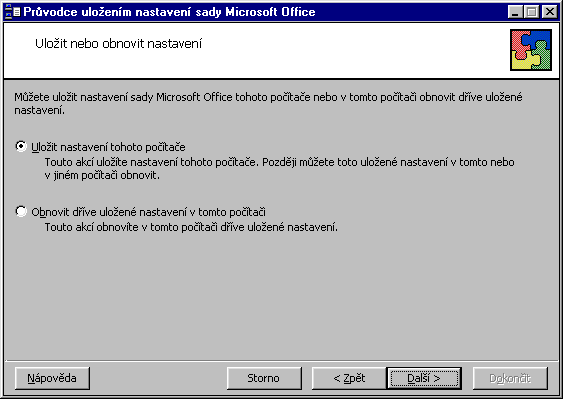 Průvodce uložením nastavení sady Microsoft Office
Uložit nebo obnovit nastavení
Můžete uložit nastavení sady Microsoft Office tohoto počítače nebo v tomto počítači obnovit dříve uložené
nastavení.
Uložit nastavení tohoto počítače
Touto akcí uložíte nastavení tohoto počítače. Později můžete toto uložené nastavení v tomto nebo
v jiném počítači obnovit.
Obnovit dříve uložené nastavení v tomto počítači
Touto akcí obnovíte v tomto počítači dříve uložené nastavení.
Nápověda Storno < Zpět Další > Dokončit